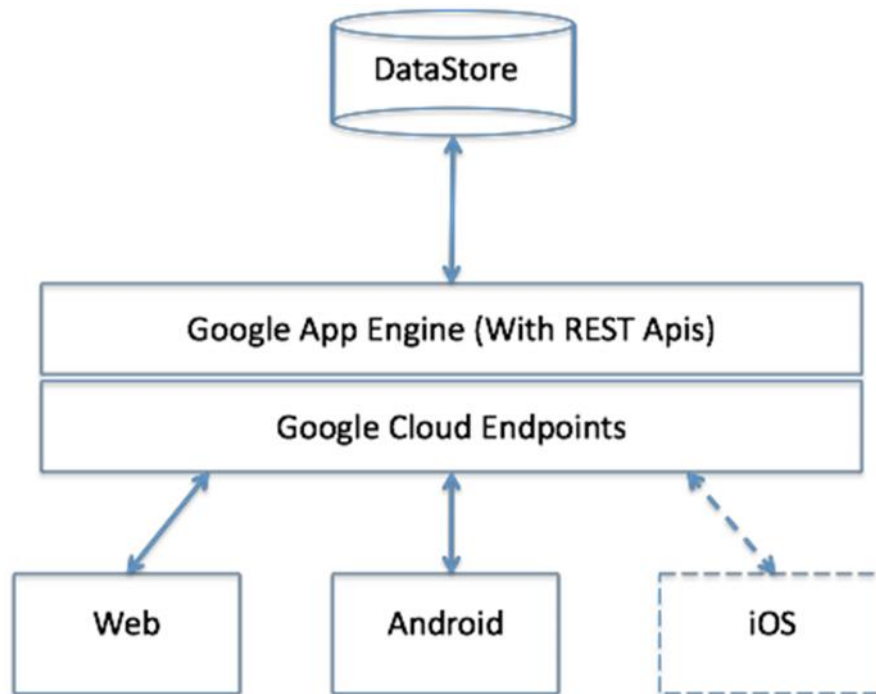 DataStore
Google App Engine (With REST Apis)
Google Cloud Endpoints
Web
Android
iOS